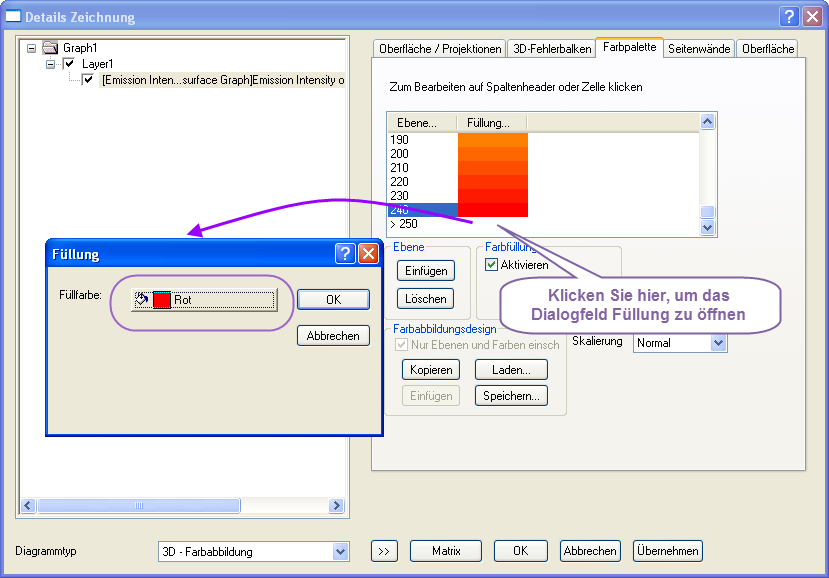 Details Zeichnung
Graph1
Layer1
[Emission Inten...surface Graph]Emission Intensity o
Oberfläche / Projektionen
3D-Fehlerbalken
Farbpalette
Seitenwände
Oberfläche
Zum Bearbeiten auf Spaltenheader oder Zelle klicken
Ebene... Füllung...
190
200
210
220
230
240
> 250
Ebene
Einfügen
Löschen
Farbfüllung
Aktivieren
Klicken Sie hier, um das
Dialogfeld Füllung zu öffnen
Farbabbildungsdesign
Nur Ebenen und Farben einsch
Kopieren
Laden...
Einfügen
Speichern...
Skalierung
Normal
Füllung
Füllfarbe:
Rot
OK
Abbrechen
Diagrammtyp
3D - Farbabbildung
>>
Matrix
OK
Abbrechen
Übernehmen